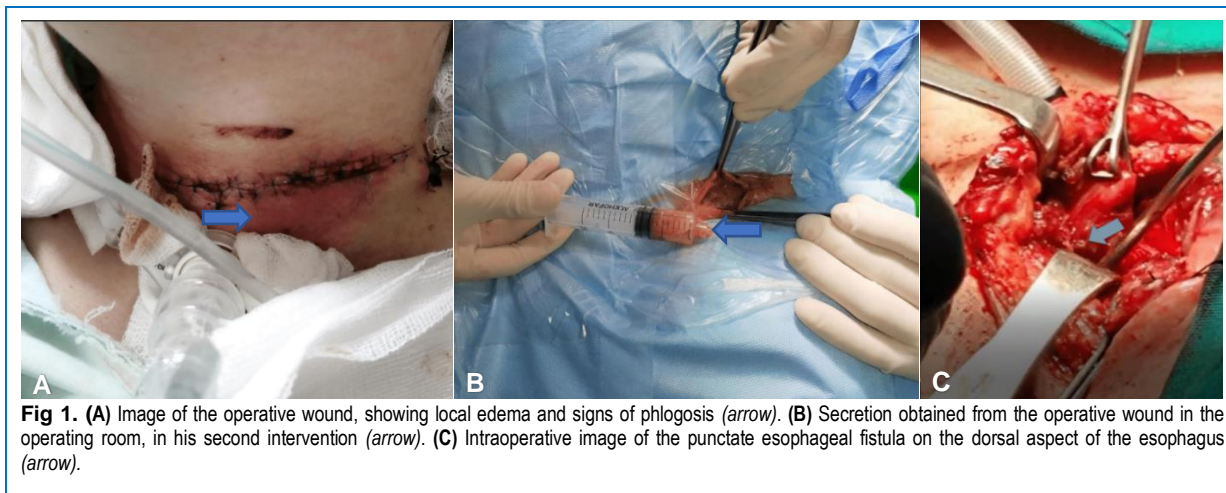 A
B
C
Fig 1. (A) Image of the operative wound, showing local edema and signs of phlogosis (arrow). (B) Secretion obtained from the operative wound in the
operating room, in his second intervention (arrow). (C) Intraoperative image of the punctate esophageal fistula on the dorsal aspect of the esophagus
(arrow).